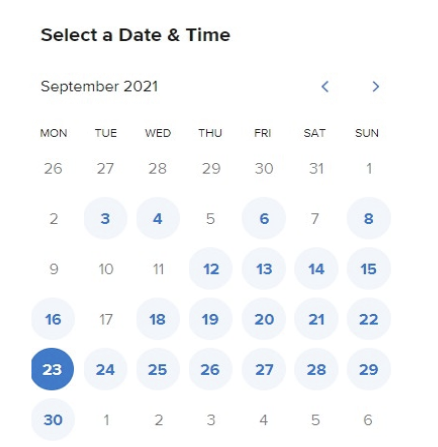 Select a Date & Time
September 2021
MON TUE WED THU FRI SAT SUN
26 27 28 29 30 31 1
2 3 4 5 6 7 8
9 10 11 12 13 14 15
16 17 18 19 20 21 22
23 24 25 26 27 28 29
30 1 2 3 4 5 6